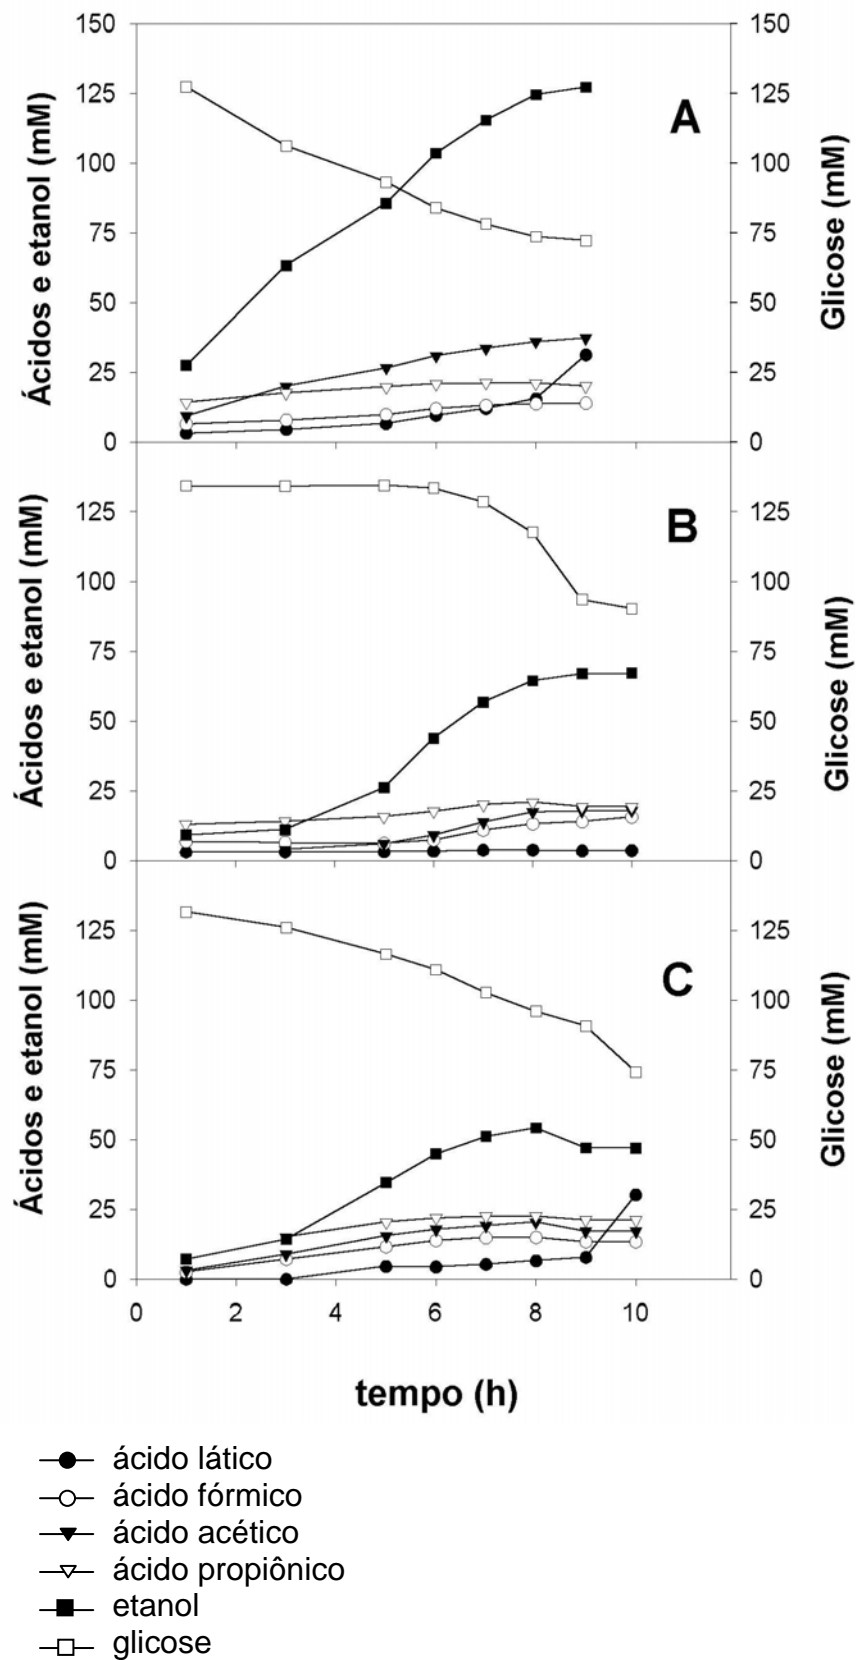 150
125
100
75
50
25
0
Ácidos e etanol (mM)
A
150
125
100
75
50
25
0
Glicose (mM)
125
100
75
50
25
0
Ácidos e etanol (mM)
B
125
100
75
50
25
0
Glicose (mM)
125
100
75
50
25
0
Ácidos e etanol (mM)
C
125
100
75
50
25
0
Glicose (mM)
0 2 4 6 8 10
tempo (h)
ácido lático
ácido fórmico
ácido acético
ácido propiônico
etanol
glicose